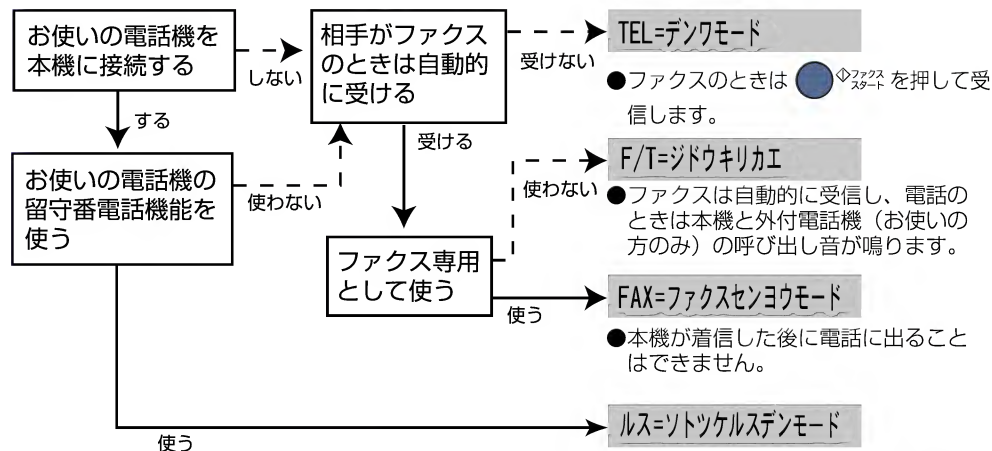 お使いの電話機を
本機に接続する
しない
する
お使いの電話機の
留守番電話機能を
使う
使わない
使う
相手がファクス
のときは自動的
に受ける
受けない
受ける
ファクス専用
として使う
使わない
使う
TEL=デンワモード
●ファクスのときは ファクス スタート を押して受
信します。
F/T=ジドウキリカエ
●ファクスは自動的に受信し、電話の
ときは本機と外付電話機（お使いの
方のみ）の呼び出し音が鳴ります。
FAX=ファクスセンヨウモード
●本機が着信した後に電話に出ること
はできません。
ルス=ソトツケルスデンモード